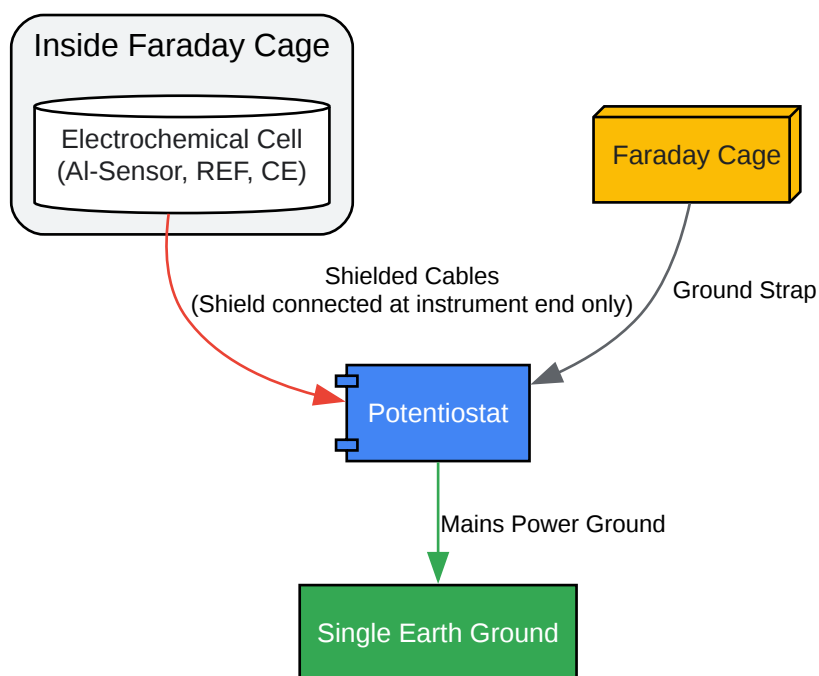 Inside Faraday Cage
Electrochemical Cell
(Al-Sensor, REF, CE)
Faraday Cage
Shielded Cables
(Shield connected at instrument end only)
Ground Strap
Potentiostat
Mains Power Ground
Single Earth Ground